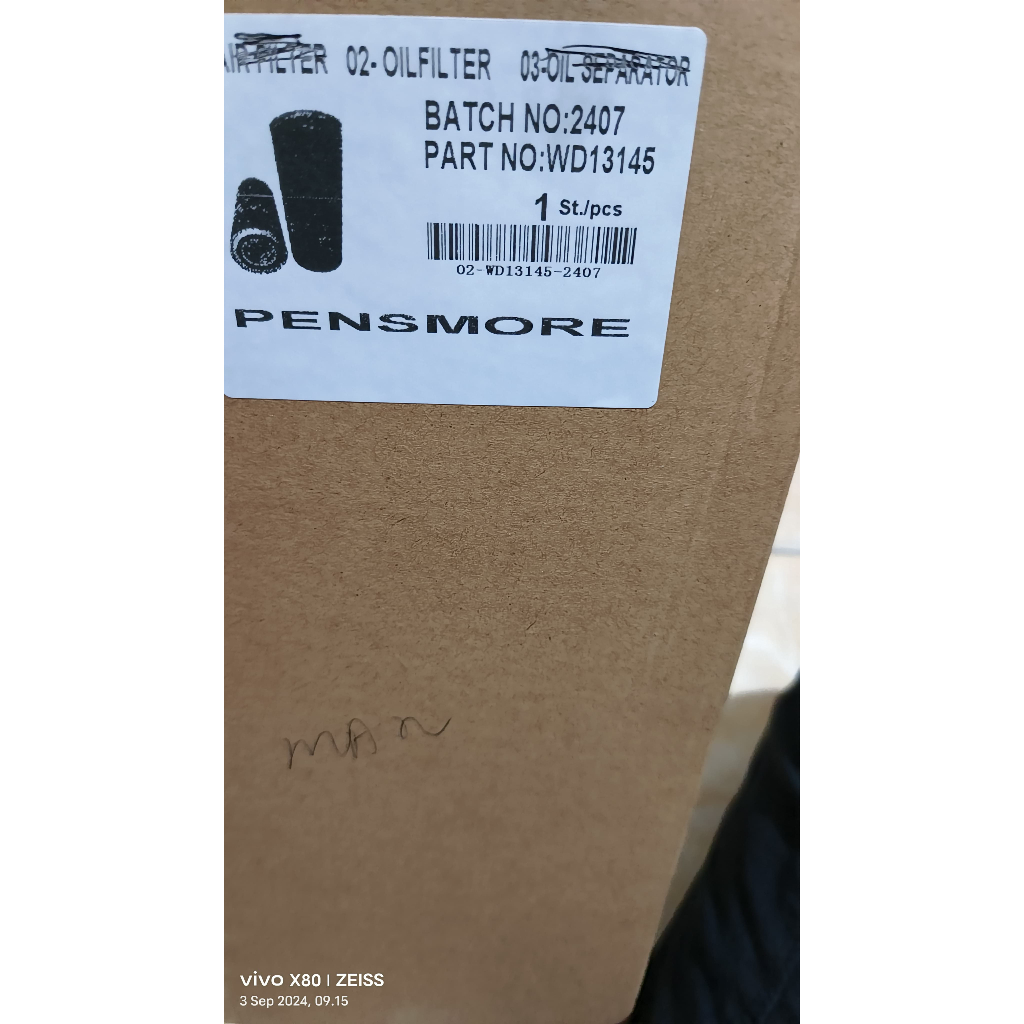 AIR FILTER 02- OILFILTER 03-OIL SEPARATOR
BATCH NO:2407
PART NO:WD13145
1 St./pcs
02-WD13145-2407
PENSMORE
MAN
vivo X80 | ZEISS
3 Sep 2024, 09.15